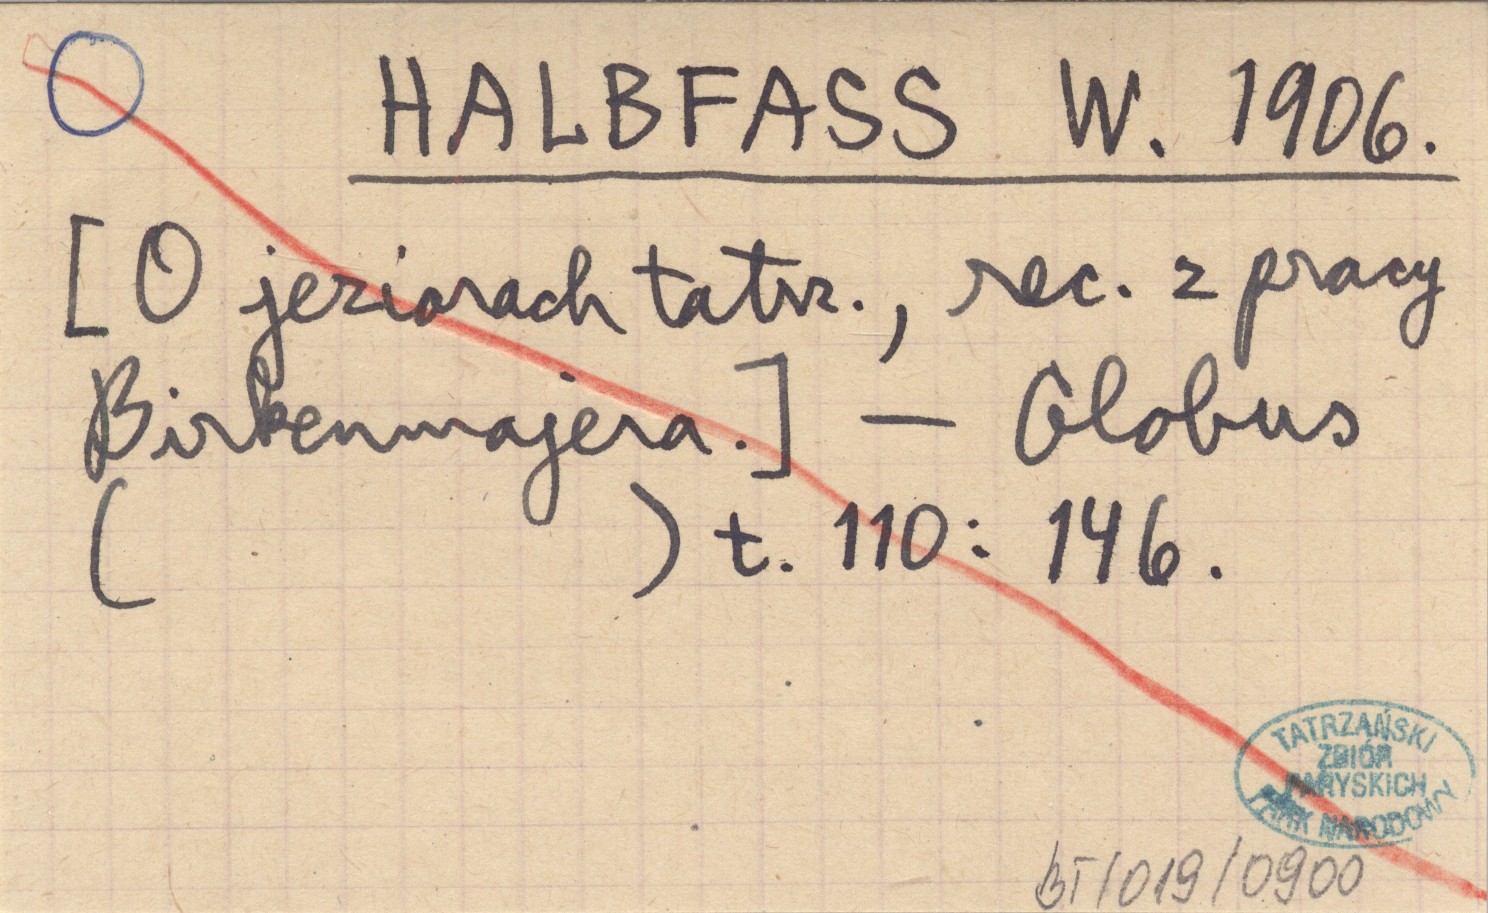 HALBFASS W. 1906.
[O jeziorach tatrz., rec. z pracy
Birkenmajera.] — Globus
( ) t. 110: 146.
TATRZAŃSKI
ZBIÓR
PARYSKICH
PARK NARODOWY
BT/019/0900